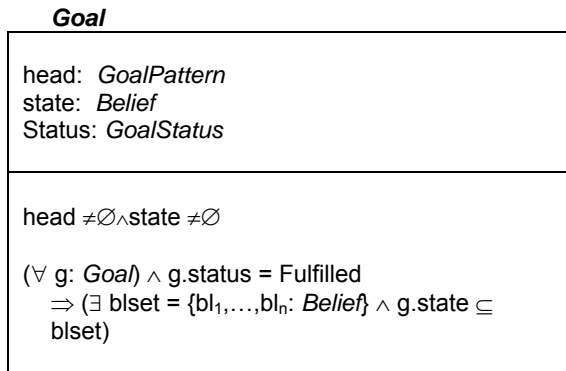 Goal
head: GoalPattern
state: Belief
Status: GoalStatus
head ≠∅∧state ≠∅
(∀ g: Goal) ∧ g.status = Fulfilled
⇒ (∃ blset = {bl₁,…,blₙ: Belief} ∧ g.state ⊆
blset)